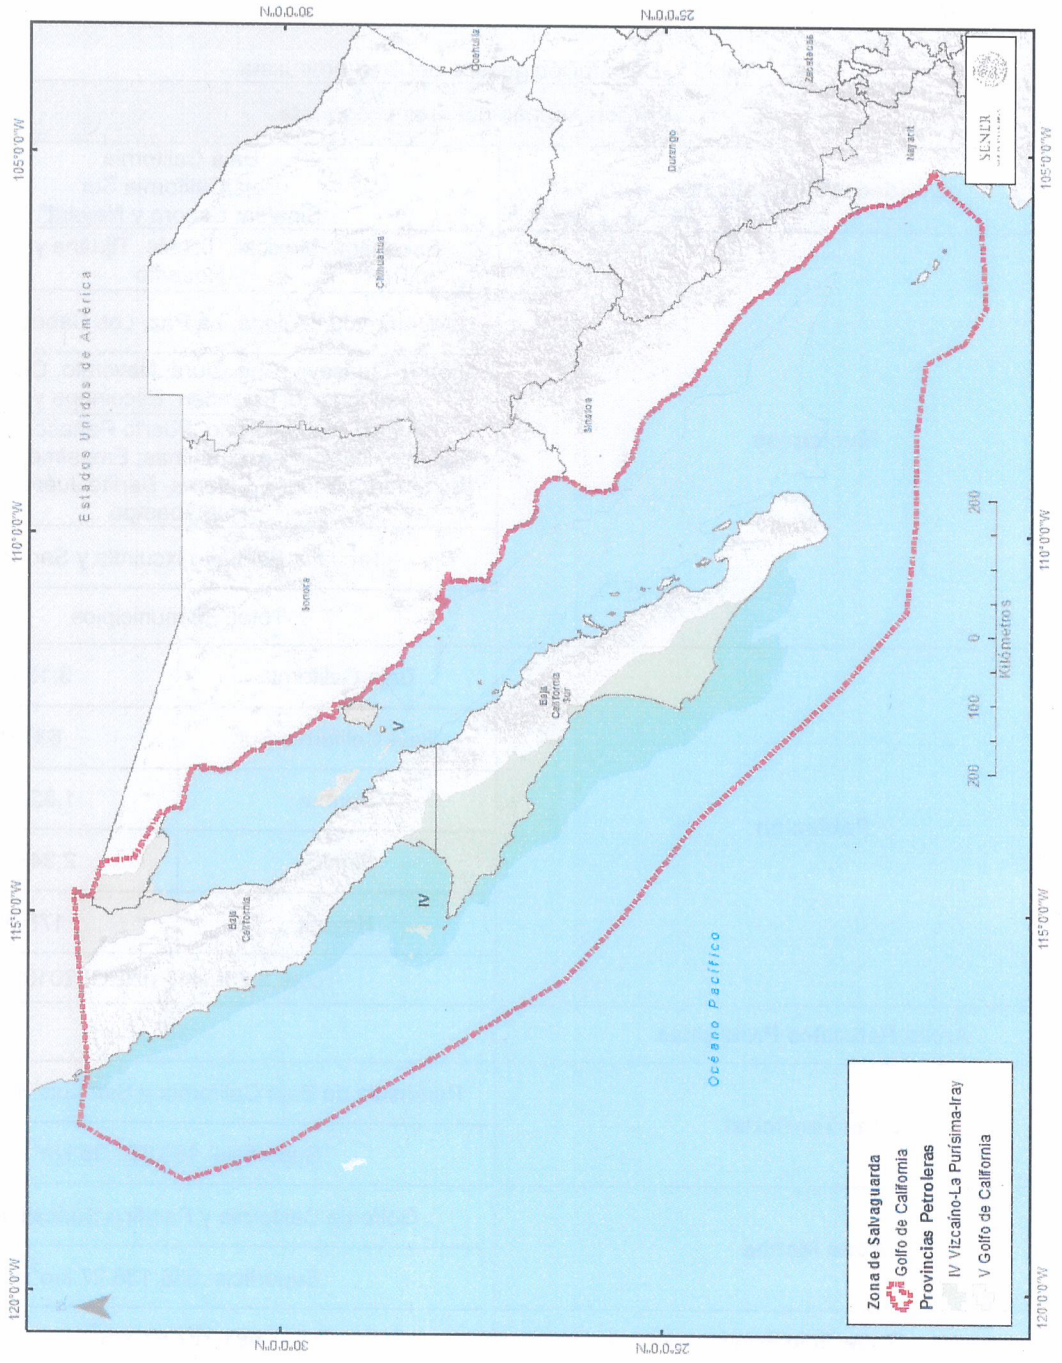 120°0'0"W
115°0'0"W
110°0'0"W
105°0'0"W
30°0'0"N
30°0'0"N
25°0'0"N
25°0'0"N
Estados Unidos de América
Baja
California
Sonora
Chihuahua
Coahuila
IV
V
Baja
California
Sur
Sinaloa
Durango
Zacatecas
Nayarit
Océano Pacífico
Zona de Salvaguarda
Golfo de California
Provincias Petroleras
IV Vizcaíno-La Purísima-Iray
V Golfo de California
200 100 0 200
Kilómetros
SENER
120°0'0"W
115°0'0"W
110°0'0"W
105°0'0"W